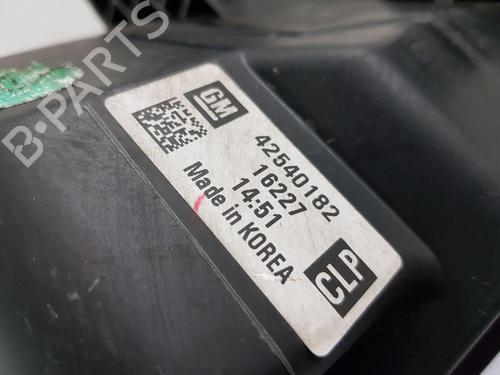 B-PARTS
GM
42540182
16227
14:51
Made in KOREA
CLP